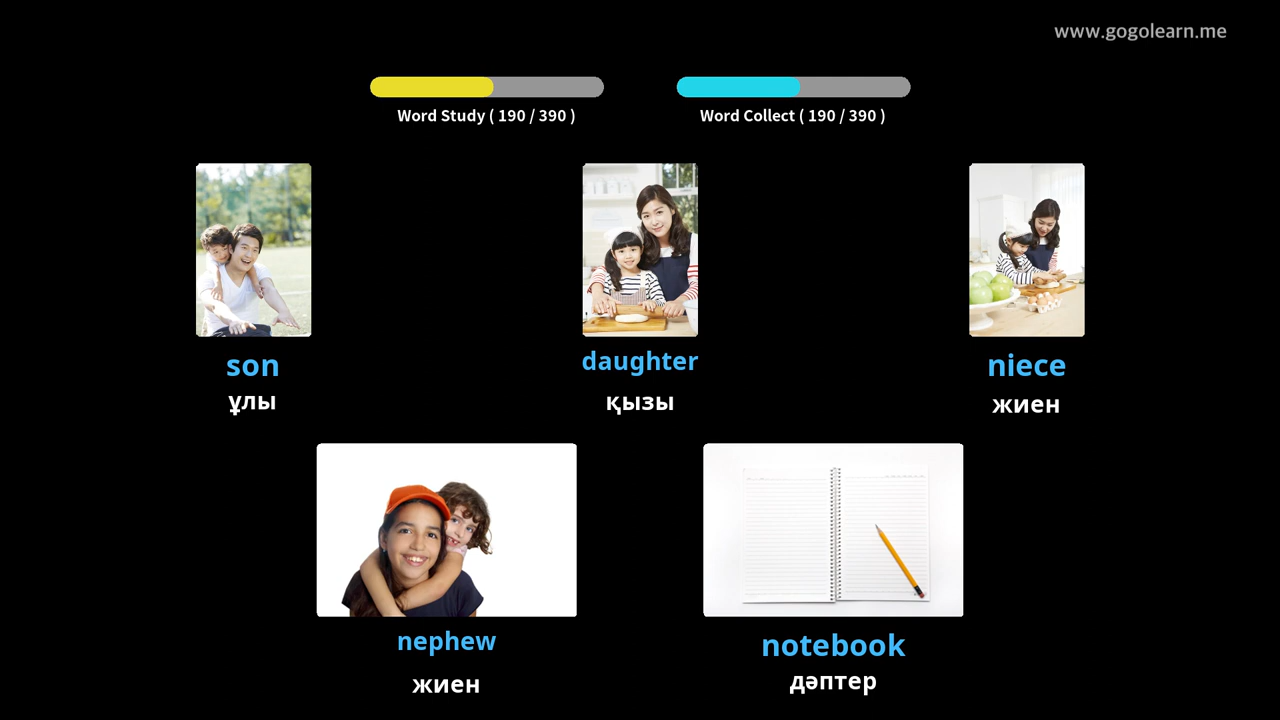 www.gogolearn.me
Word Study ( 190 / 390 )
Word Collect ( 190 / 390 )
son
ұлы
daughter
қызы
niece
жиен
nephew
жиен
notebook
дәптер